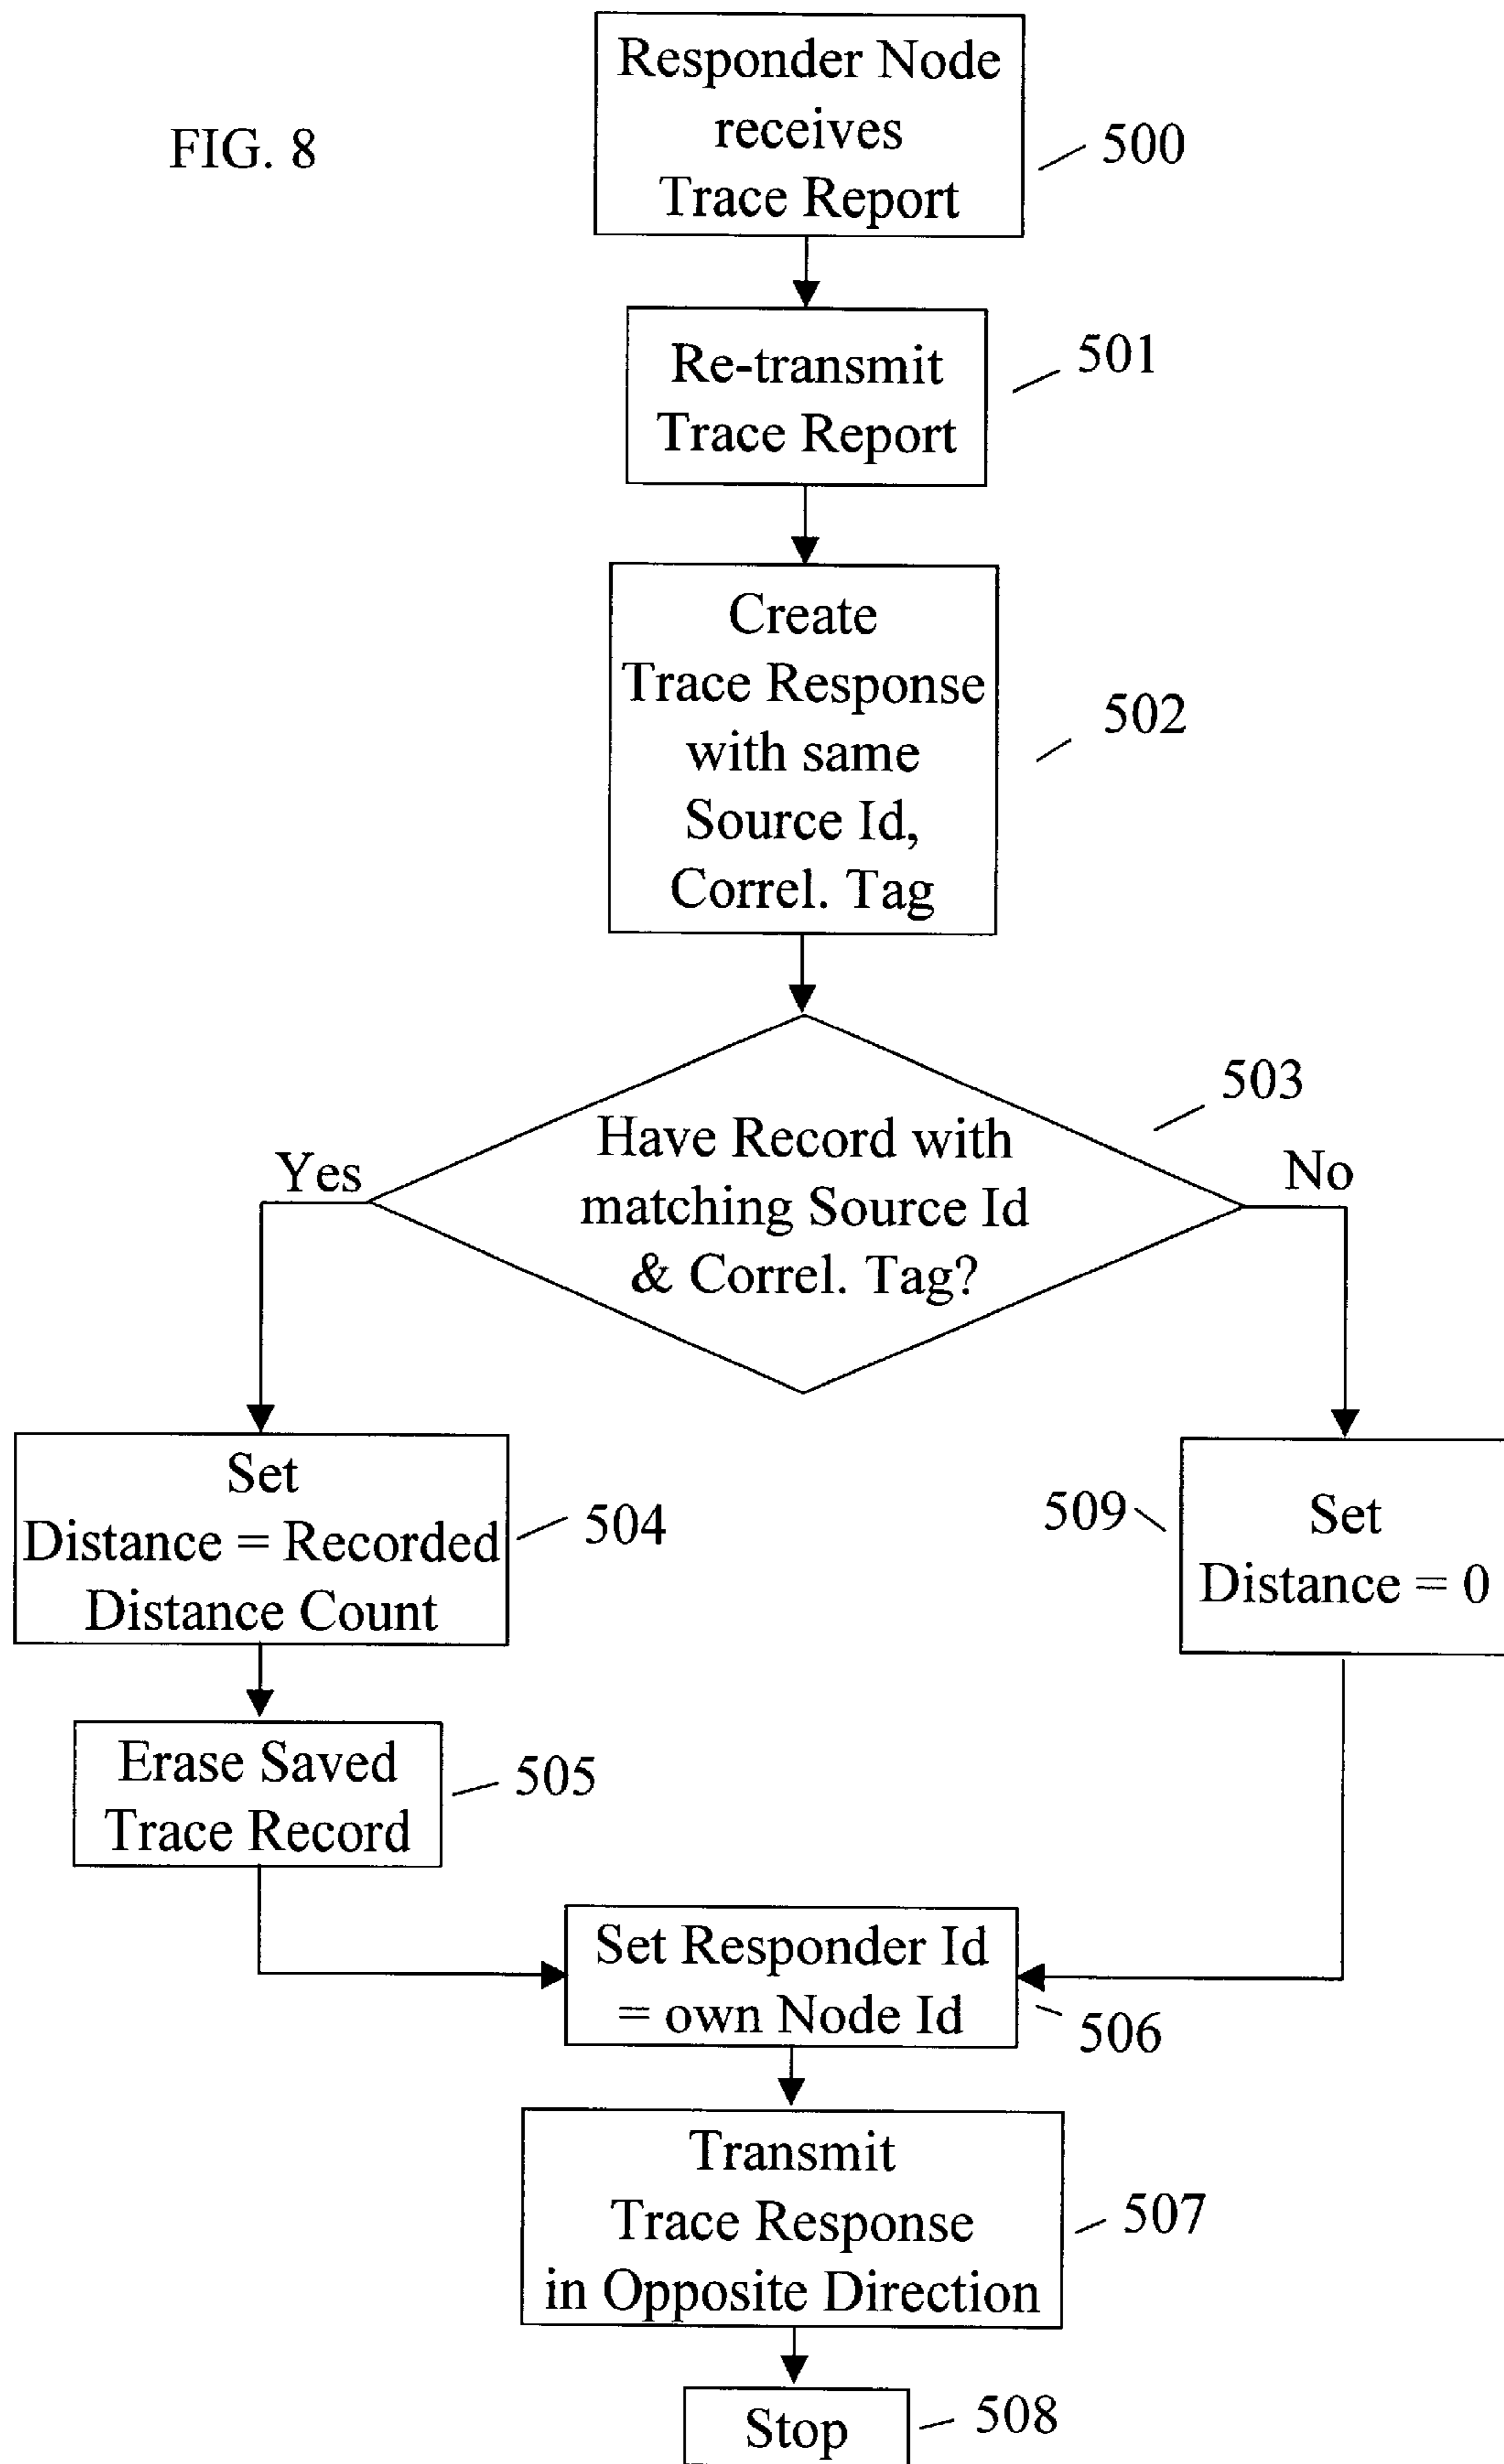 FIG. 8
Responder Node
receives
Trace Report
500
Re-transmit
Trace Report
501
Create
Trace Response
with same
Source Id,
Correl. Tag
502
503
Have Record with
matching Source Id
& Correl. Tag?
Yes
No
Set
Distance = Recorded
Distance Count
504
509
Set
Distance = 0
Erase Saved
Trace Record
505
Set Responder Id
= own Node Id
506
Transmit
Trace Response
in Opposite Direction
507
Stop
508